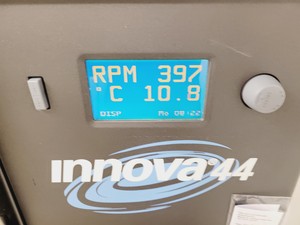 RPM 397
°C 10.8
DISP Mo 08:22
innova 44